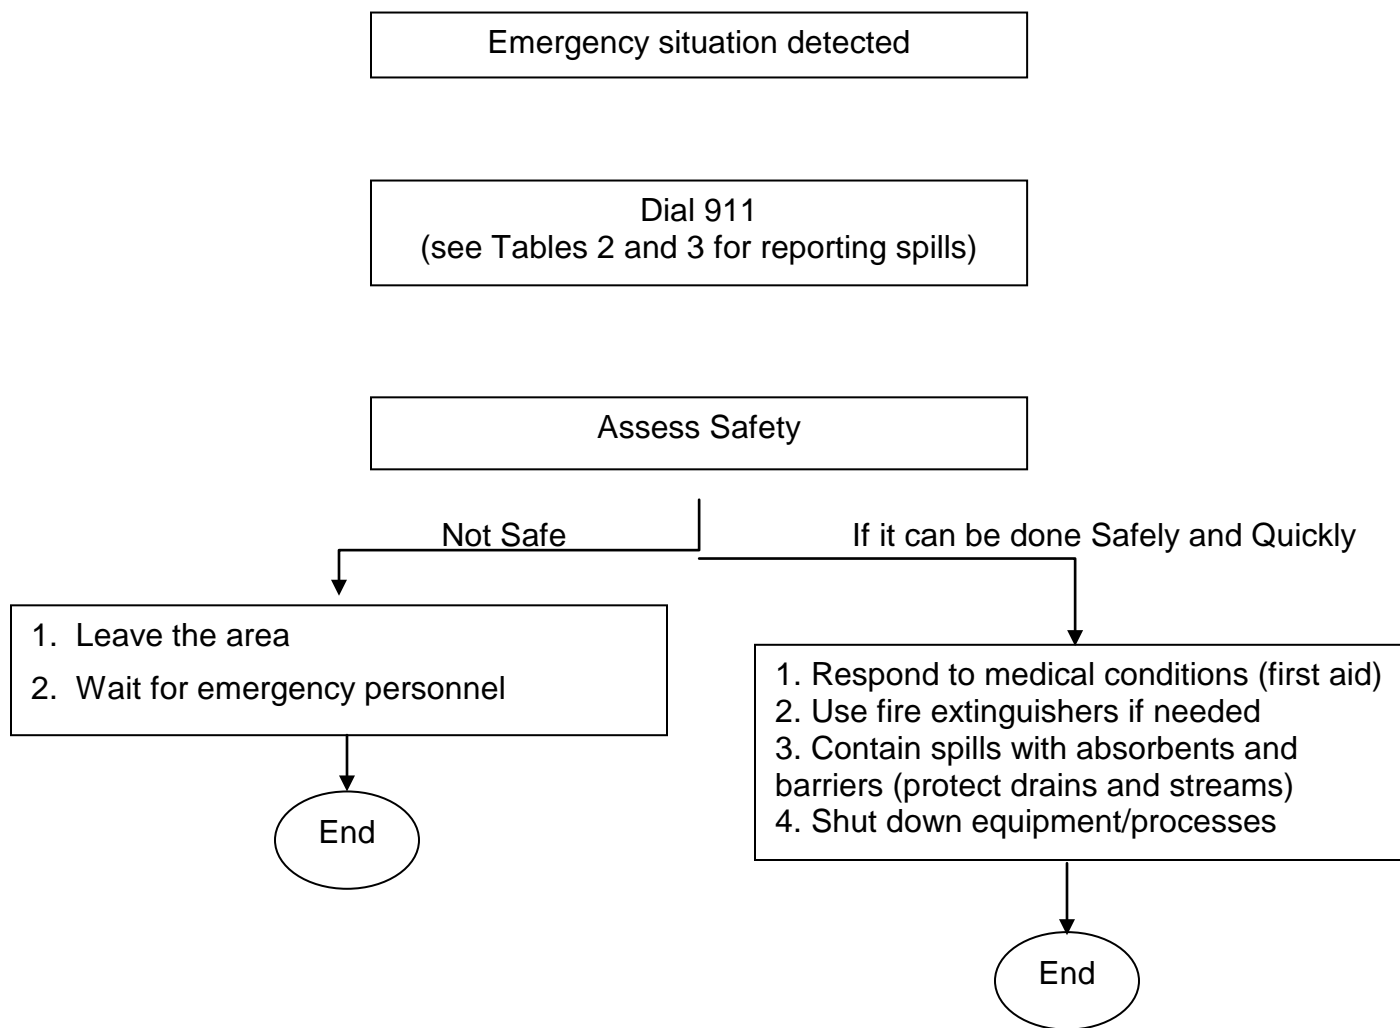 Emergency situation detected
Dial 911
(see Tables 2 and 3 for reporting spills)
Assess Safety
Not Safe
If it can be done Safely and Quickly
1. Leave the area
2. Wait for emergency personnel
End
1. Respond to medical conditions (first aid)
2. Use fire extinguishers if needed
3. Contain spills with absorbents and
barriers (protect drains and streams)
4. Shut down equipment/processes
End